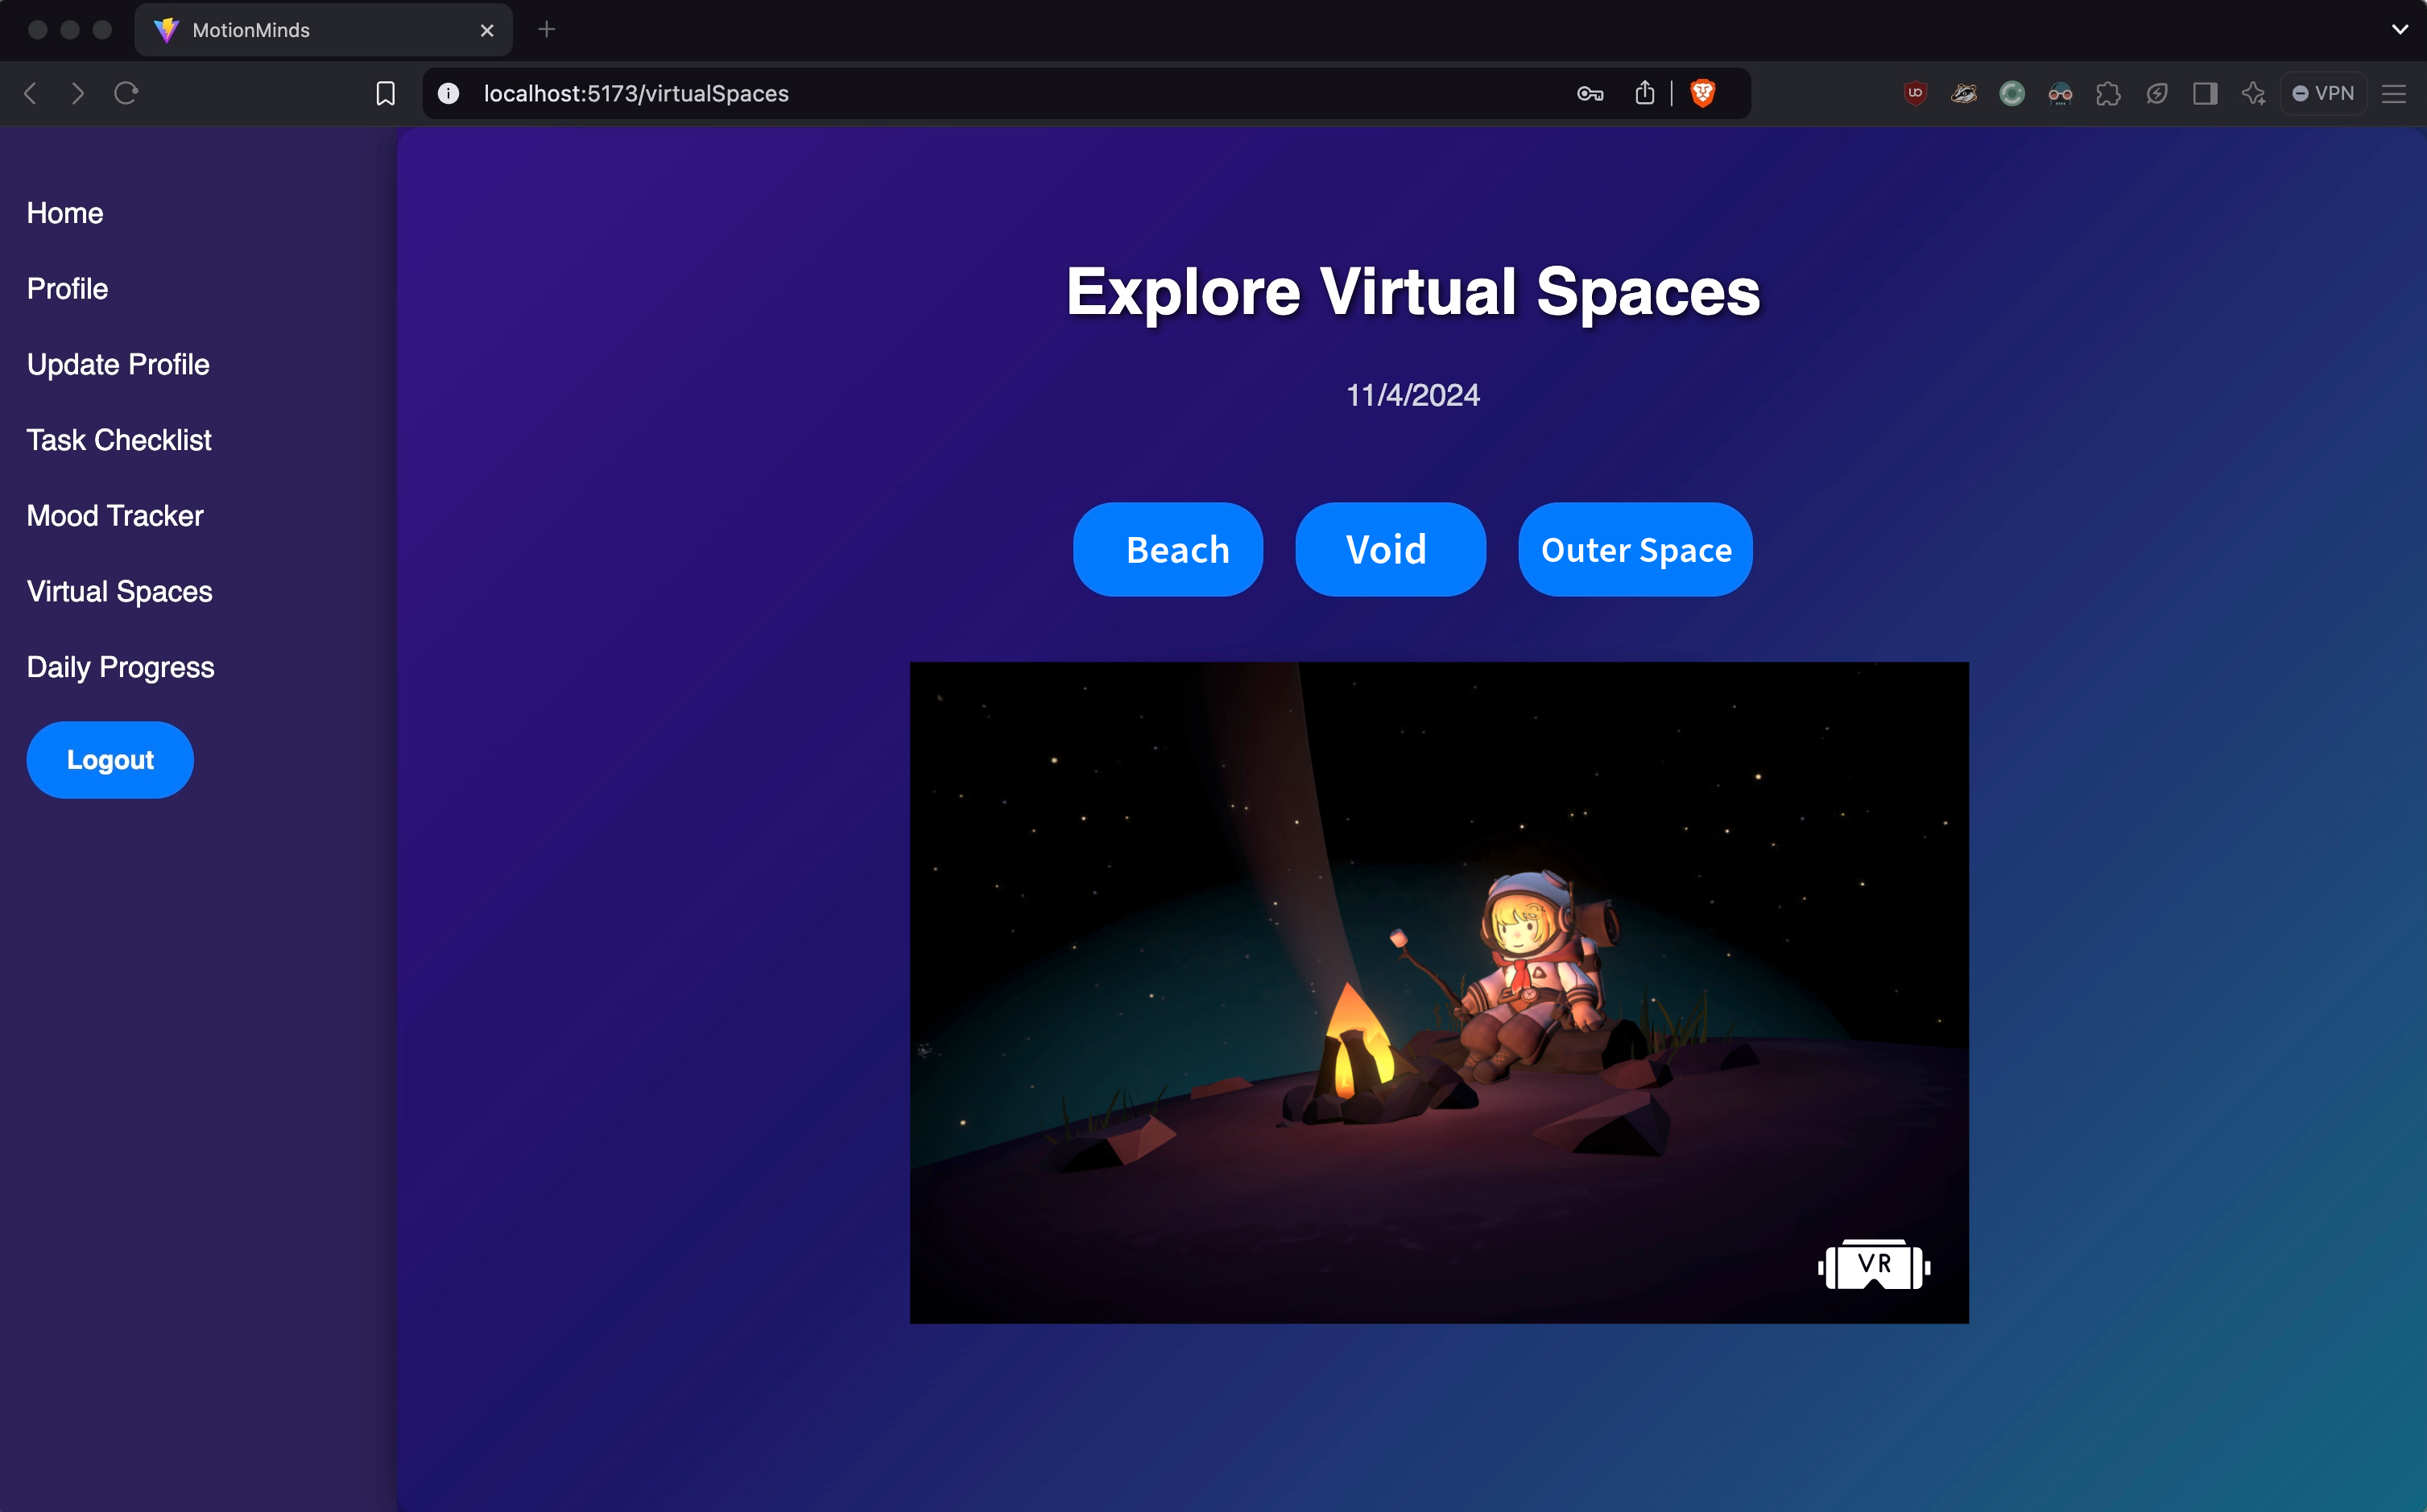 MotionMinds
localhost:5173/virtualSpaces
VPN
Home
Profile
Update Profile
Task Checklist
Mood Tracker
Virtual Spaces
Daily Progress
Logout
Explore Virtual Spaces
11/4/2024
Beach
Void
Outer Space
VR